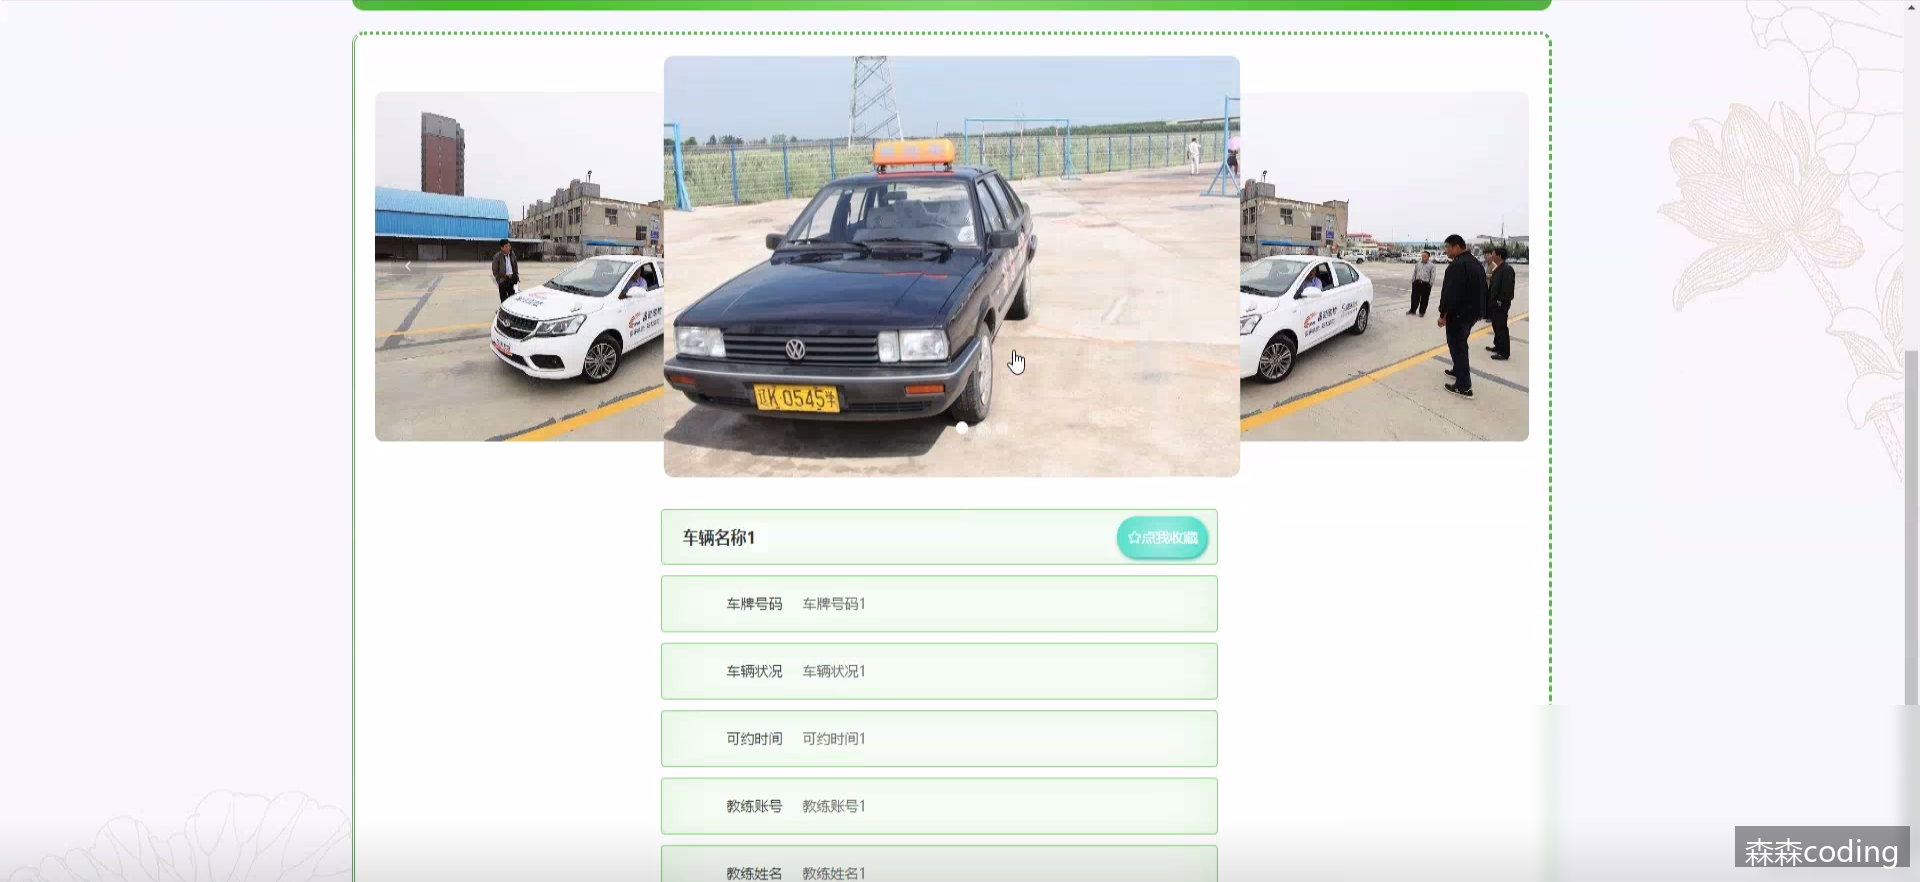 辽K·0545学
车辆名称1
☆点我收藏
车牌号码 车牌号码1
车辆状况 车辆状况1
可约时间 可约时间1
教练账号 教练账号1
教练姓名 教练姓名1
森森coding